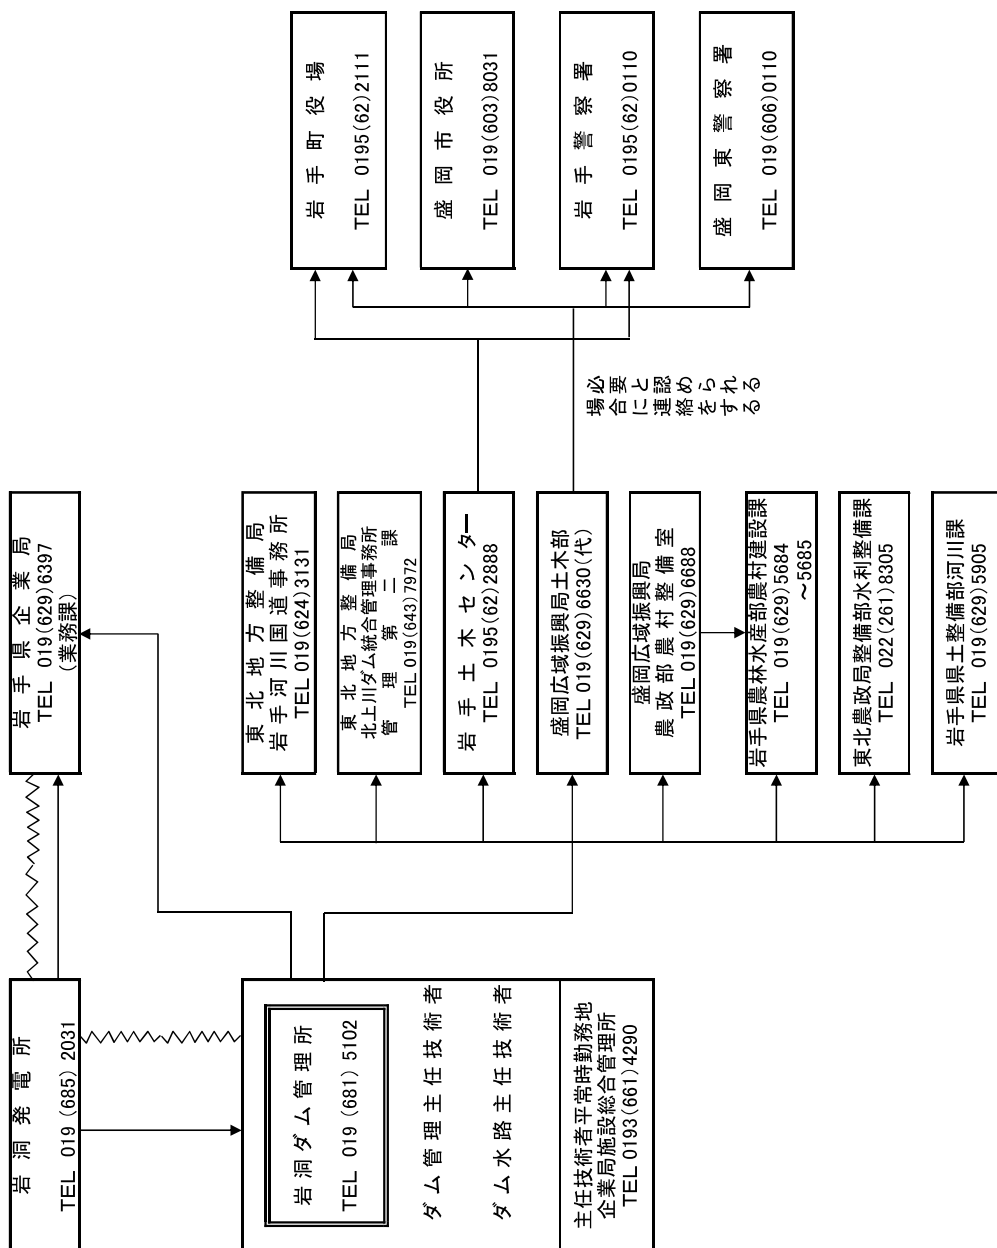 岩洞発電所
TEL 019 (685) 2031
岩洞ダム管理所
TEL 019 (681) 5102
ダム管理主任技術者
ダム水路主任技術者
主任技術者平常時勤務地
企業局施設総合管理所
TEL 0193(661)4290
岩手県企業局
TEL 019(629)6397
(業務課)
東北地方整備局
岩手河川国道事務所
TEL 019(624)3131
東北地方整備局
北上川ダム統合管理事務所
管理第二課
TEL 019(643)7972
岩手土木センター
TEL 0195(62)2888
盛岡広域振興局土木部
TEL 019(629)6630(代)
盛岡広域振興局
農政部農村整備室
TEL 019(629)6688
岩手県農林水産部農村建設課
TEL 019(629)5684
~5685
東北農政局整備部水利整備課
TEL 022(261)8305
岩手県県土整備部河川課
TEL 019(629)5905
必要と認められる
場合に連絡をする
岩手町役場
TEL 0195(62)2111
盛岡市役所
TEL 019(603)8031
岩手警察署
TEL 0195(62)0110
盛岡東警察署
TEL 019(606)0110